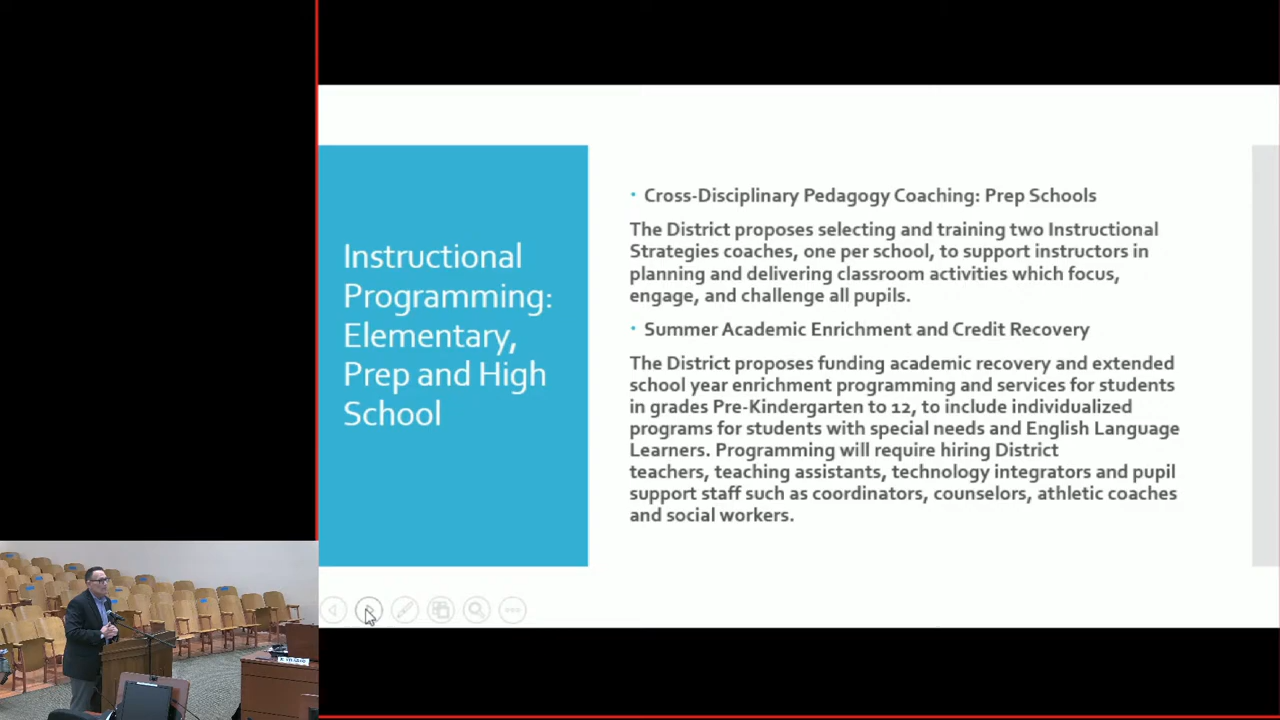 Instructional
Programming:
Elementary,
Prep and High
School
• Cross-Disciplinary Pedagogy Coaching: Prep Schools
The District proposes selecting and training two Instructional
Strategies coaches, one per school, to support instructors in
planning and delivering classroom activities which focus,
engage, and challenge all pupils.
• Summer Academic Enrichment and Credit Recovery
The District proposes funding academic recovery and extended
school year enrichment programming and services for students
in grades Pre-Kindergarten to 12, to include individualized
programs for students with special needs and English Language
Learners. Programming will require hiring District
teachers, teaching assistants, technology integrators and pupil
support staff such as coordinators, counselors, athletic coaches
and social workers.